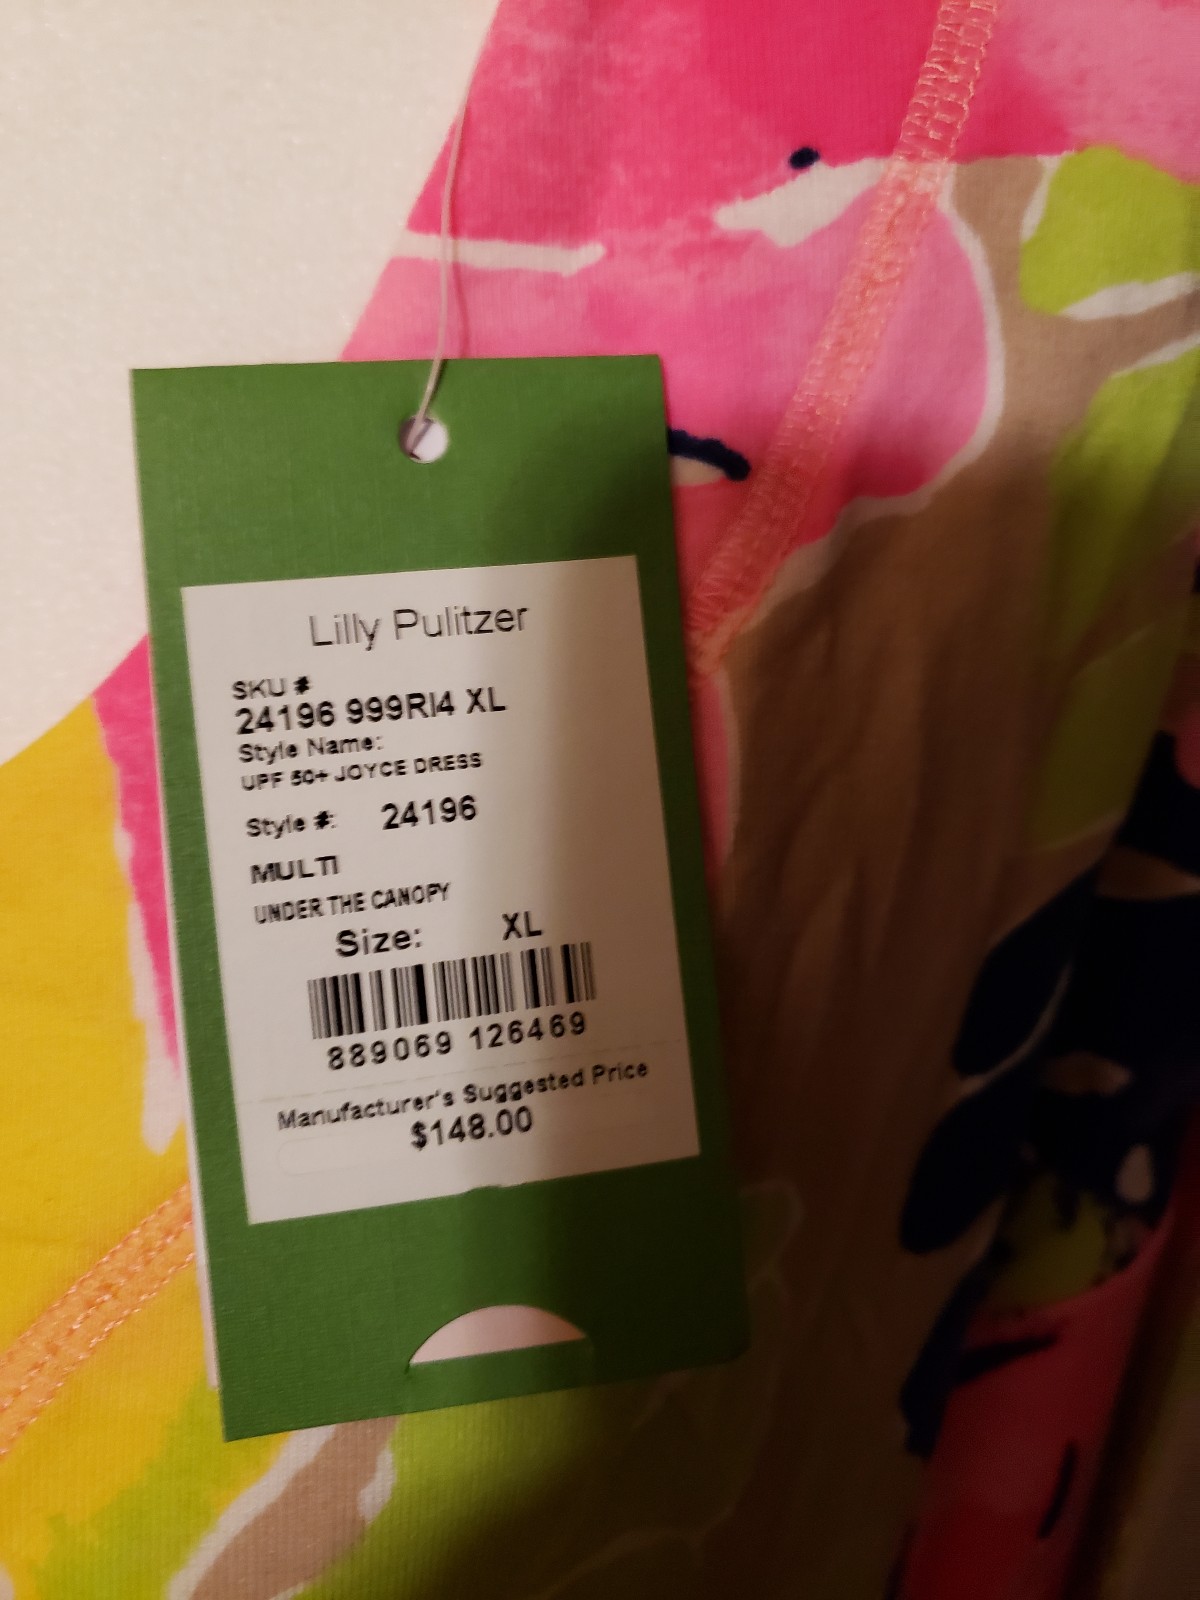 Lilly Pulitzer
SKU #
24196 999RI4 XL
Style Name:
UPF 50+ JOYCE DRESS
Style #: 24196
MULTI
UNDER THE CANOPY
Size: XL
889069 126469
Manufacturer's Suggested Price
$148.00